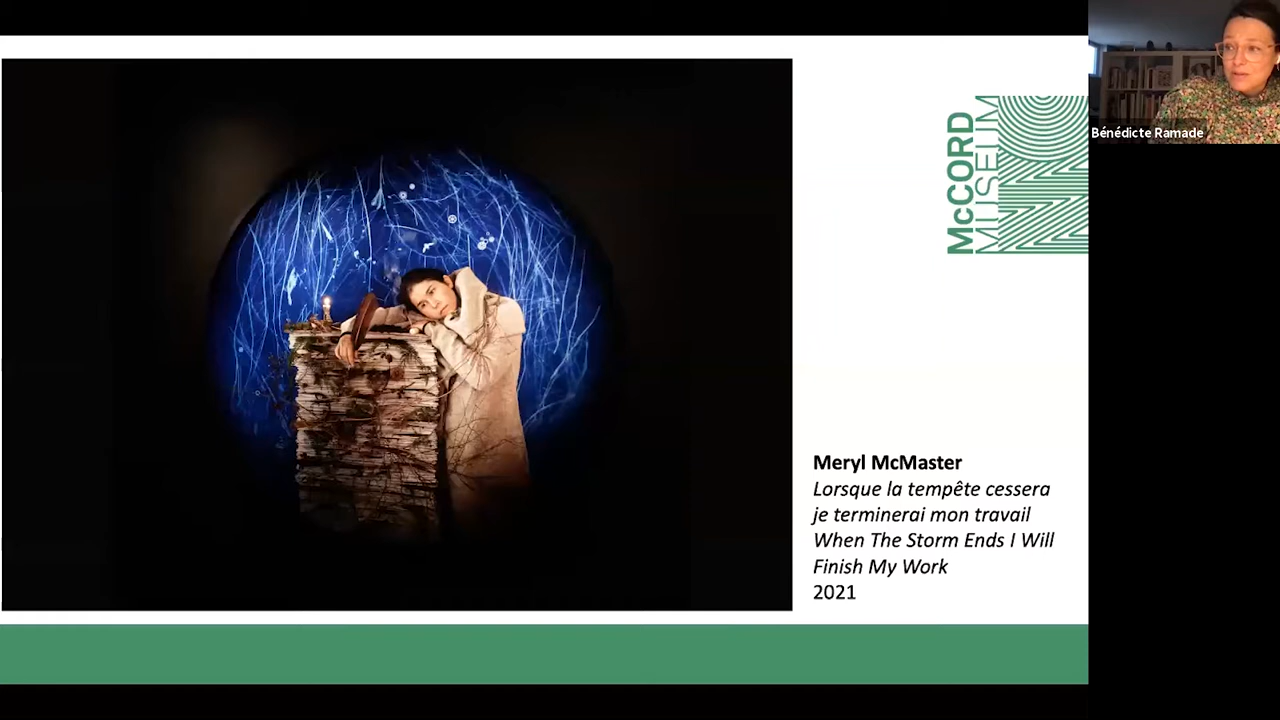 McCORD
MUSEUM
Bénédicte Ramade
Meryl McMaster
Lorsque la tempête cessera
je terminerai mon travail
When The Storm Ends I Will
Finish My Work
2021